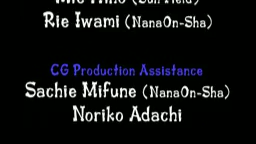 Rie Iwami (NanaOn-Sha)
CG Production Assistance
Sachie Mifune (NanaOn-Sha)
Noriko Adachi